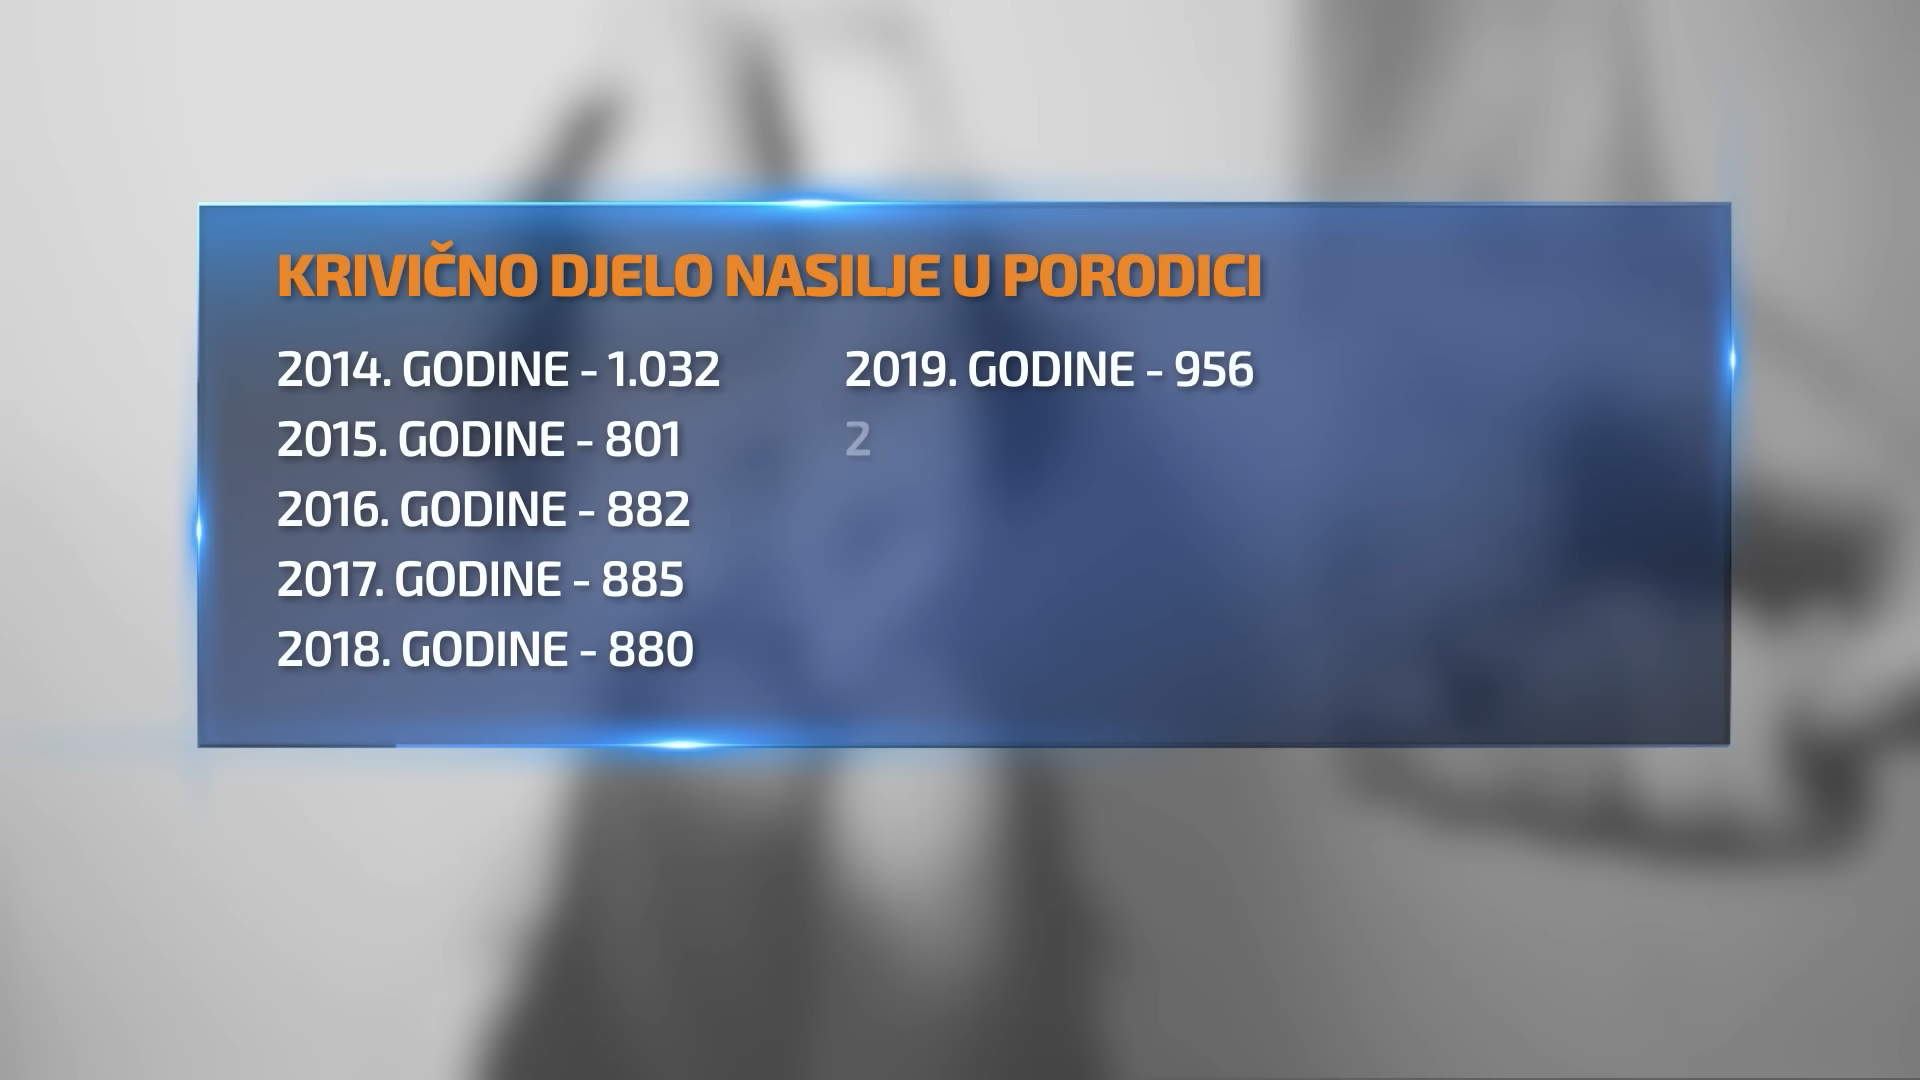 KRIVIČNO DJELO NASILJE U PORODICI
2014. GODINE - 1.032
2015. GODINE - 801
2016. GODINE - 882
2017. GODINE - 885
2018. GODINE - 880
2019. GODINE - 956
2